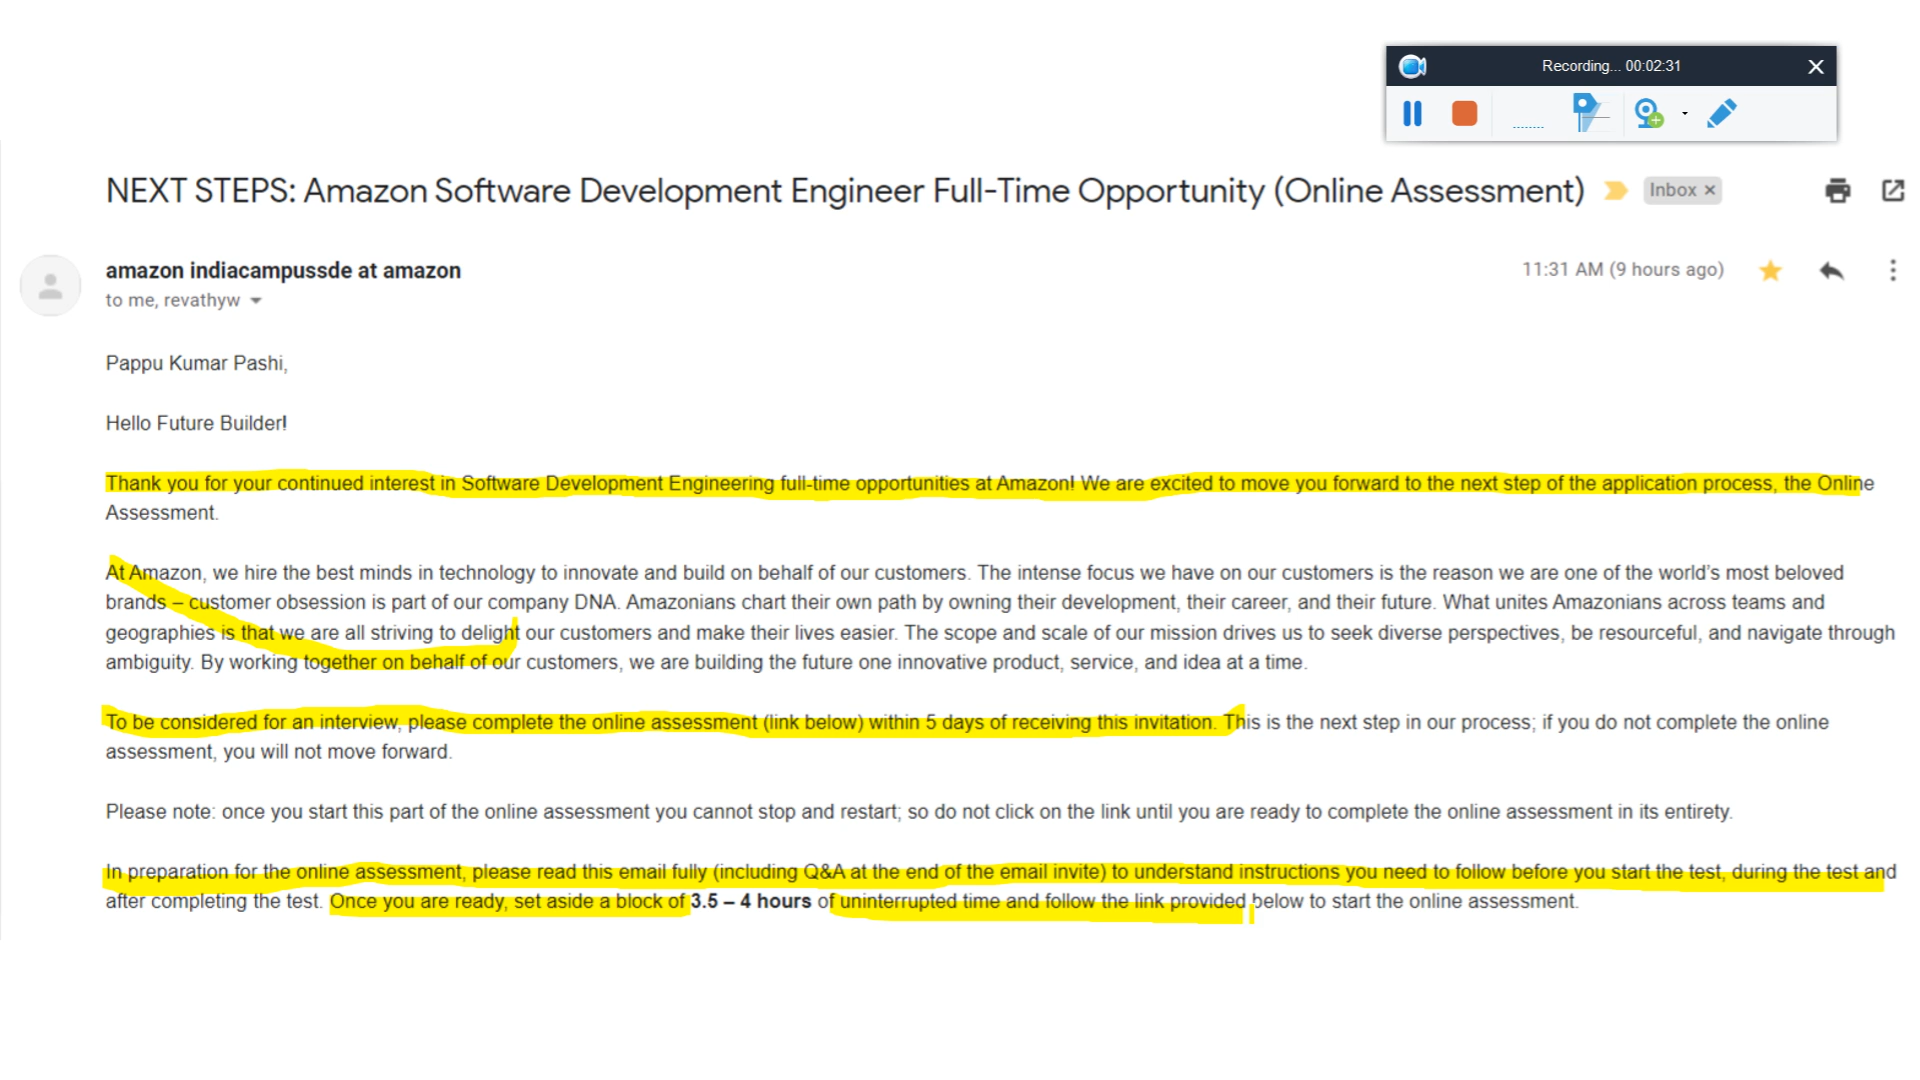 Recording... 00:02:31
NEXT STEPS: Amazon Software Development Engineer Full-Time Opportunity (Online Assessment)
Inbox ×
amazon indiacampussde at amazon
11:31 AM (9 hours ago)
to me, revathyw
Pappu Kumar Pashi,
Hello Future Builder!
Thank you for your continued interest in Software Development Engineering full-time opportunities at Amazon! We are excited to move you forward to the next step of the application process, the Online
Assessment.
At Amazon, we hire the best minds in technology to innovate and build on behalf of our customers. The intense focus we have on our customers is the reason we are one of the world's most beloved
brands – customer obsession is part of our company DNA. Amazonians chart their own path by owning their development, their career, and their future. What unites Amazonians across teams and
geographies is that we are all striving to delight our customers and make their lives easier. The scope and scale of our mission drives us to seek diverse perspectives, be resourceful, and navigate through
ambiguity. By working together on behalf of our customers, we are building the future one innovative product, service, and idea at a time.
To be considered for an interview, please complete the online assessment (link below) within 5 days of receiving this invitation. This is the next step in our process; if you do not complete the online
assessment, you will not move forward.
Please note: once you start this part of the online assessment you cannot stop and restart; so do not click on the link until you are ready to complete the online assessment in its entirety.
In preparation for the online assessment, please read this email fully (including Q&A at the end of the email invite) to understand instructions you need to follow before you start the test, during the test and
after completing the test. Once you are ready, set aside a block of 3.5 – 4 hours of uninterrupted time and follow the link provided below to start the online assessment.